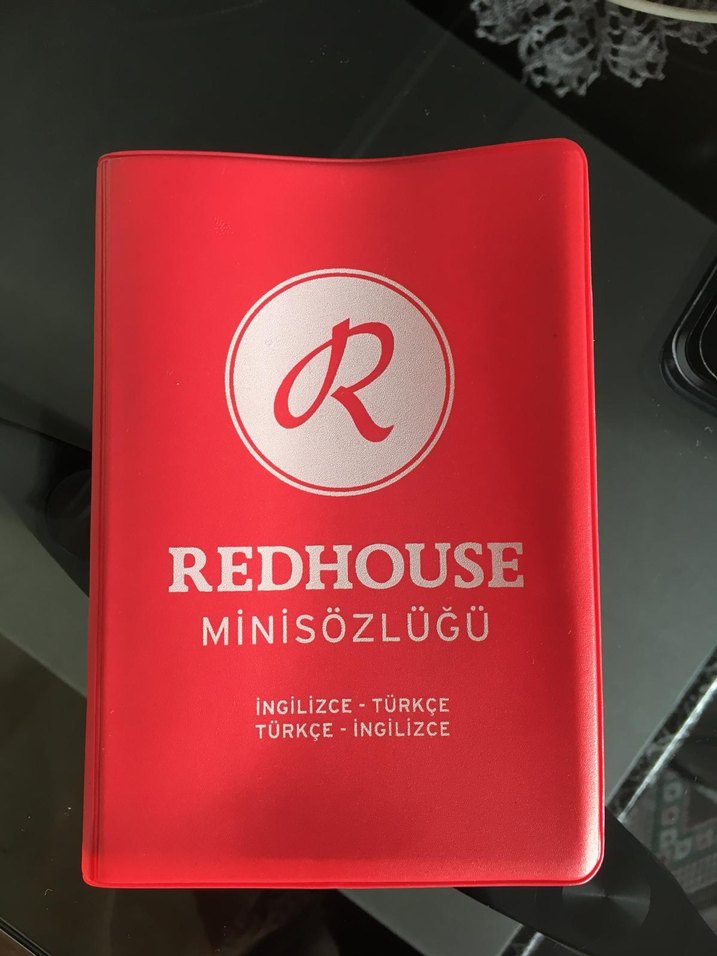 R
REDHOUSE
MİNİSÖZLÜĞÜ
İNGİLİZCE - TÜRKÇE
TÜRKÇE - İNGİLİZCE